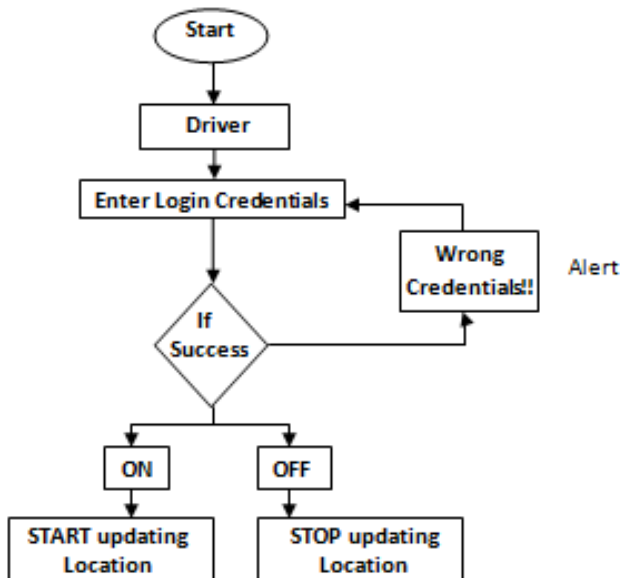 Start
Driver
Enter Login Credentials
Wrong
Credentials!!
Alert
If
Success
ON
OFF
START updating
Location
STOP updating
Location